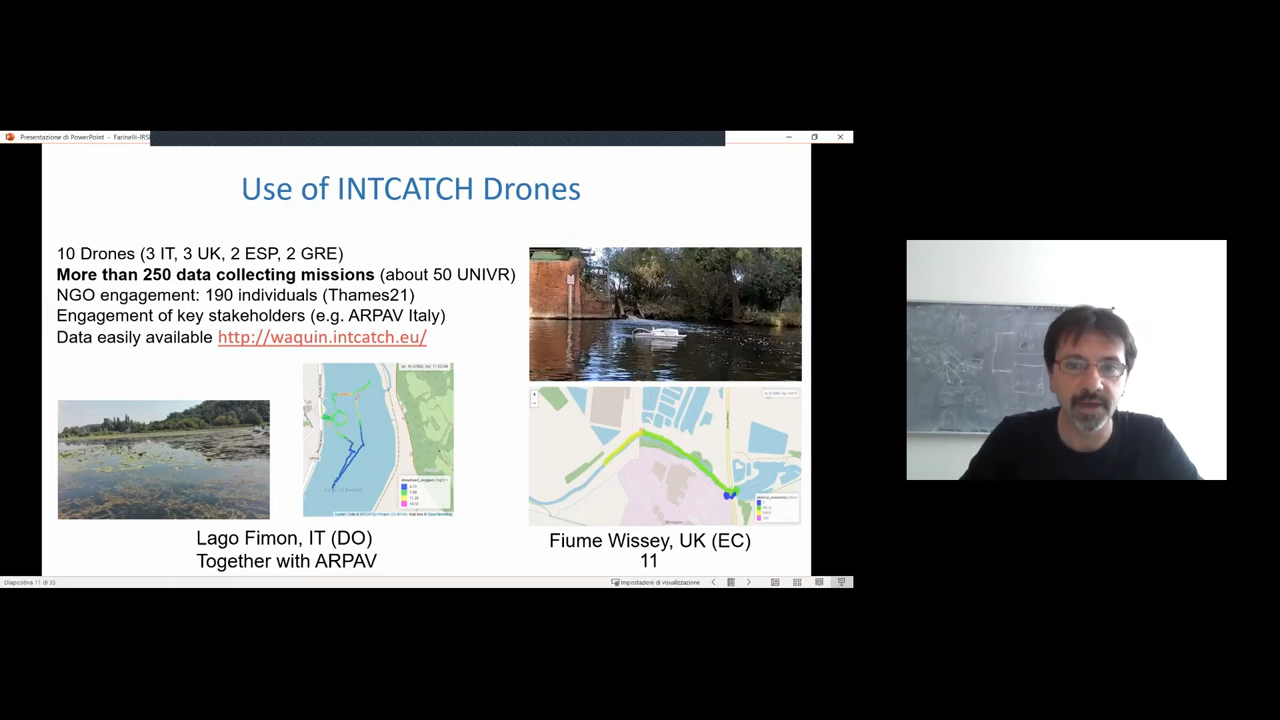 Presentazione di PowerPoint - Farinelli-IRSI
Use of INTCATCH Drones
10 Drones (3 IT, 3 UK, 2 ESP, 2 GRE)
More than 250 data collecting missions (about 50 UNIVR)
NGO engagement: 190 individuals (Thames21)
Engagement of key stakeholders (e.g. ARPAV Italy)
Data easily available http://waquin.intcatch.eu/
Lago Fimon, IT (DO)
Together with ARPAV
Fiume Wissey, UK (EC)
11
Diapositiva 11 di 35
Impostazioni di visualizzazione